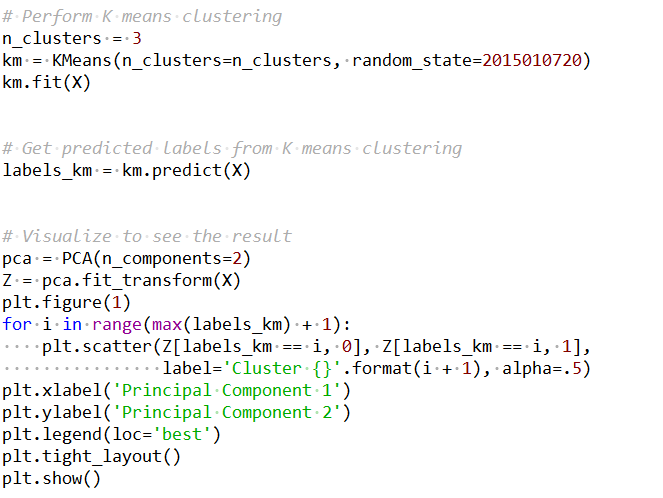 # Perform K means clustering
n_clusters = 3
km = KMeans(n_clusters=n_clusters, random_state=2015010720)
km.fit(X)
# Get predicted labels from K means clustering
labels_km = km.predict(X)
# Visualize to see the result
pca = PCA(n_components=2)
Z = pca.fit_transform(X)
plt.figure(1)
for i in range(max(labels_km) + 1):
    plt.scatter(Z[labels_km == i, 0], Z[labels_km == i, 1],
                label='Cluster {}'.format(i + 1), alpha=.5)
plt.xlabel('Principal Component 1')
plt.ylabel('Principal Component 2')
plt.legend(loc='best')
plt.tight_layout()
plt.show()